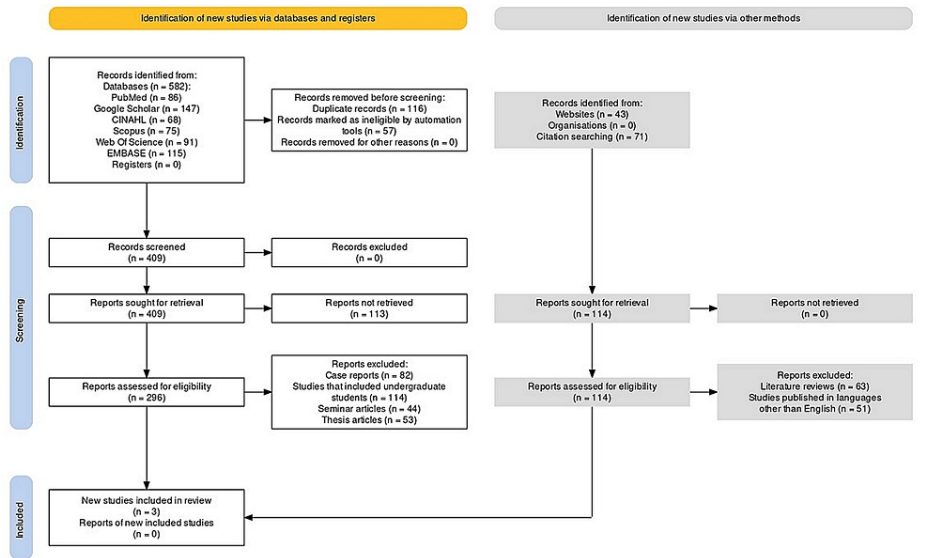 Identification of new studies via databases and registers
Identification of new studies via other methods
Identification
Records identified from:
Databases (n = 582):
PubMed (n = 86)
Google Scholar (n = 147)
CINAHL (n = 68)
Scopus (n = 75)
Web Of Science (n = 91)
EMBASE (n = 115)
Registers (n = 0)
Records removed before screening:
Duplicate records (n = 116)
Records marked as ineligible by automation
tools (n = 57)
Records removed for other reasons (n = 0)
Records identified from:
Websites (n = 43)
Organisations (n = 0)
Citation searching (n = 71)
Screening
Records screened
(n = 409)
Records excluded
(n = 0)
Reports sought for retrieval
(n = 409)
Reports not retrieved
(n = 113)
Reports sought for retrieval
(n = 114)
Reports not retrieved
(n = 0)
Reports assessed for eligibility
(n = 296)
Reports excluded:
Case reports (n = 82)
Studies that included undergraduate
students (n = 114)
Seminar articles (n = 44)
Thesis articles (n = 53)
Reports assessed for eligibility
(n = 114)
Reports excluded:
Literature reviews (n = 63)
Studies published in languages
other than English (n = 51)
Included
New studies included in review
(n = 3)
Reports of new included studies
(n = 0)